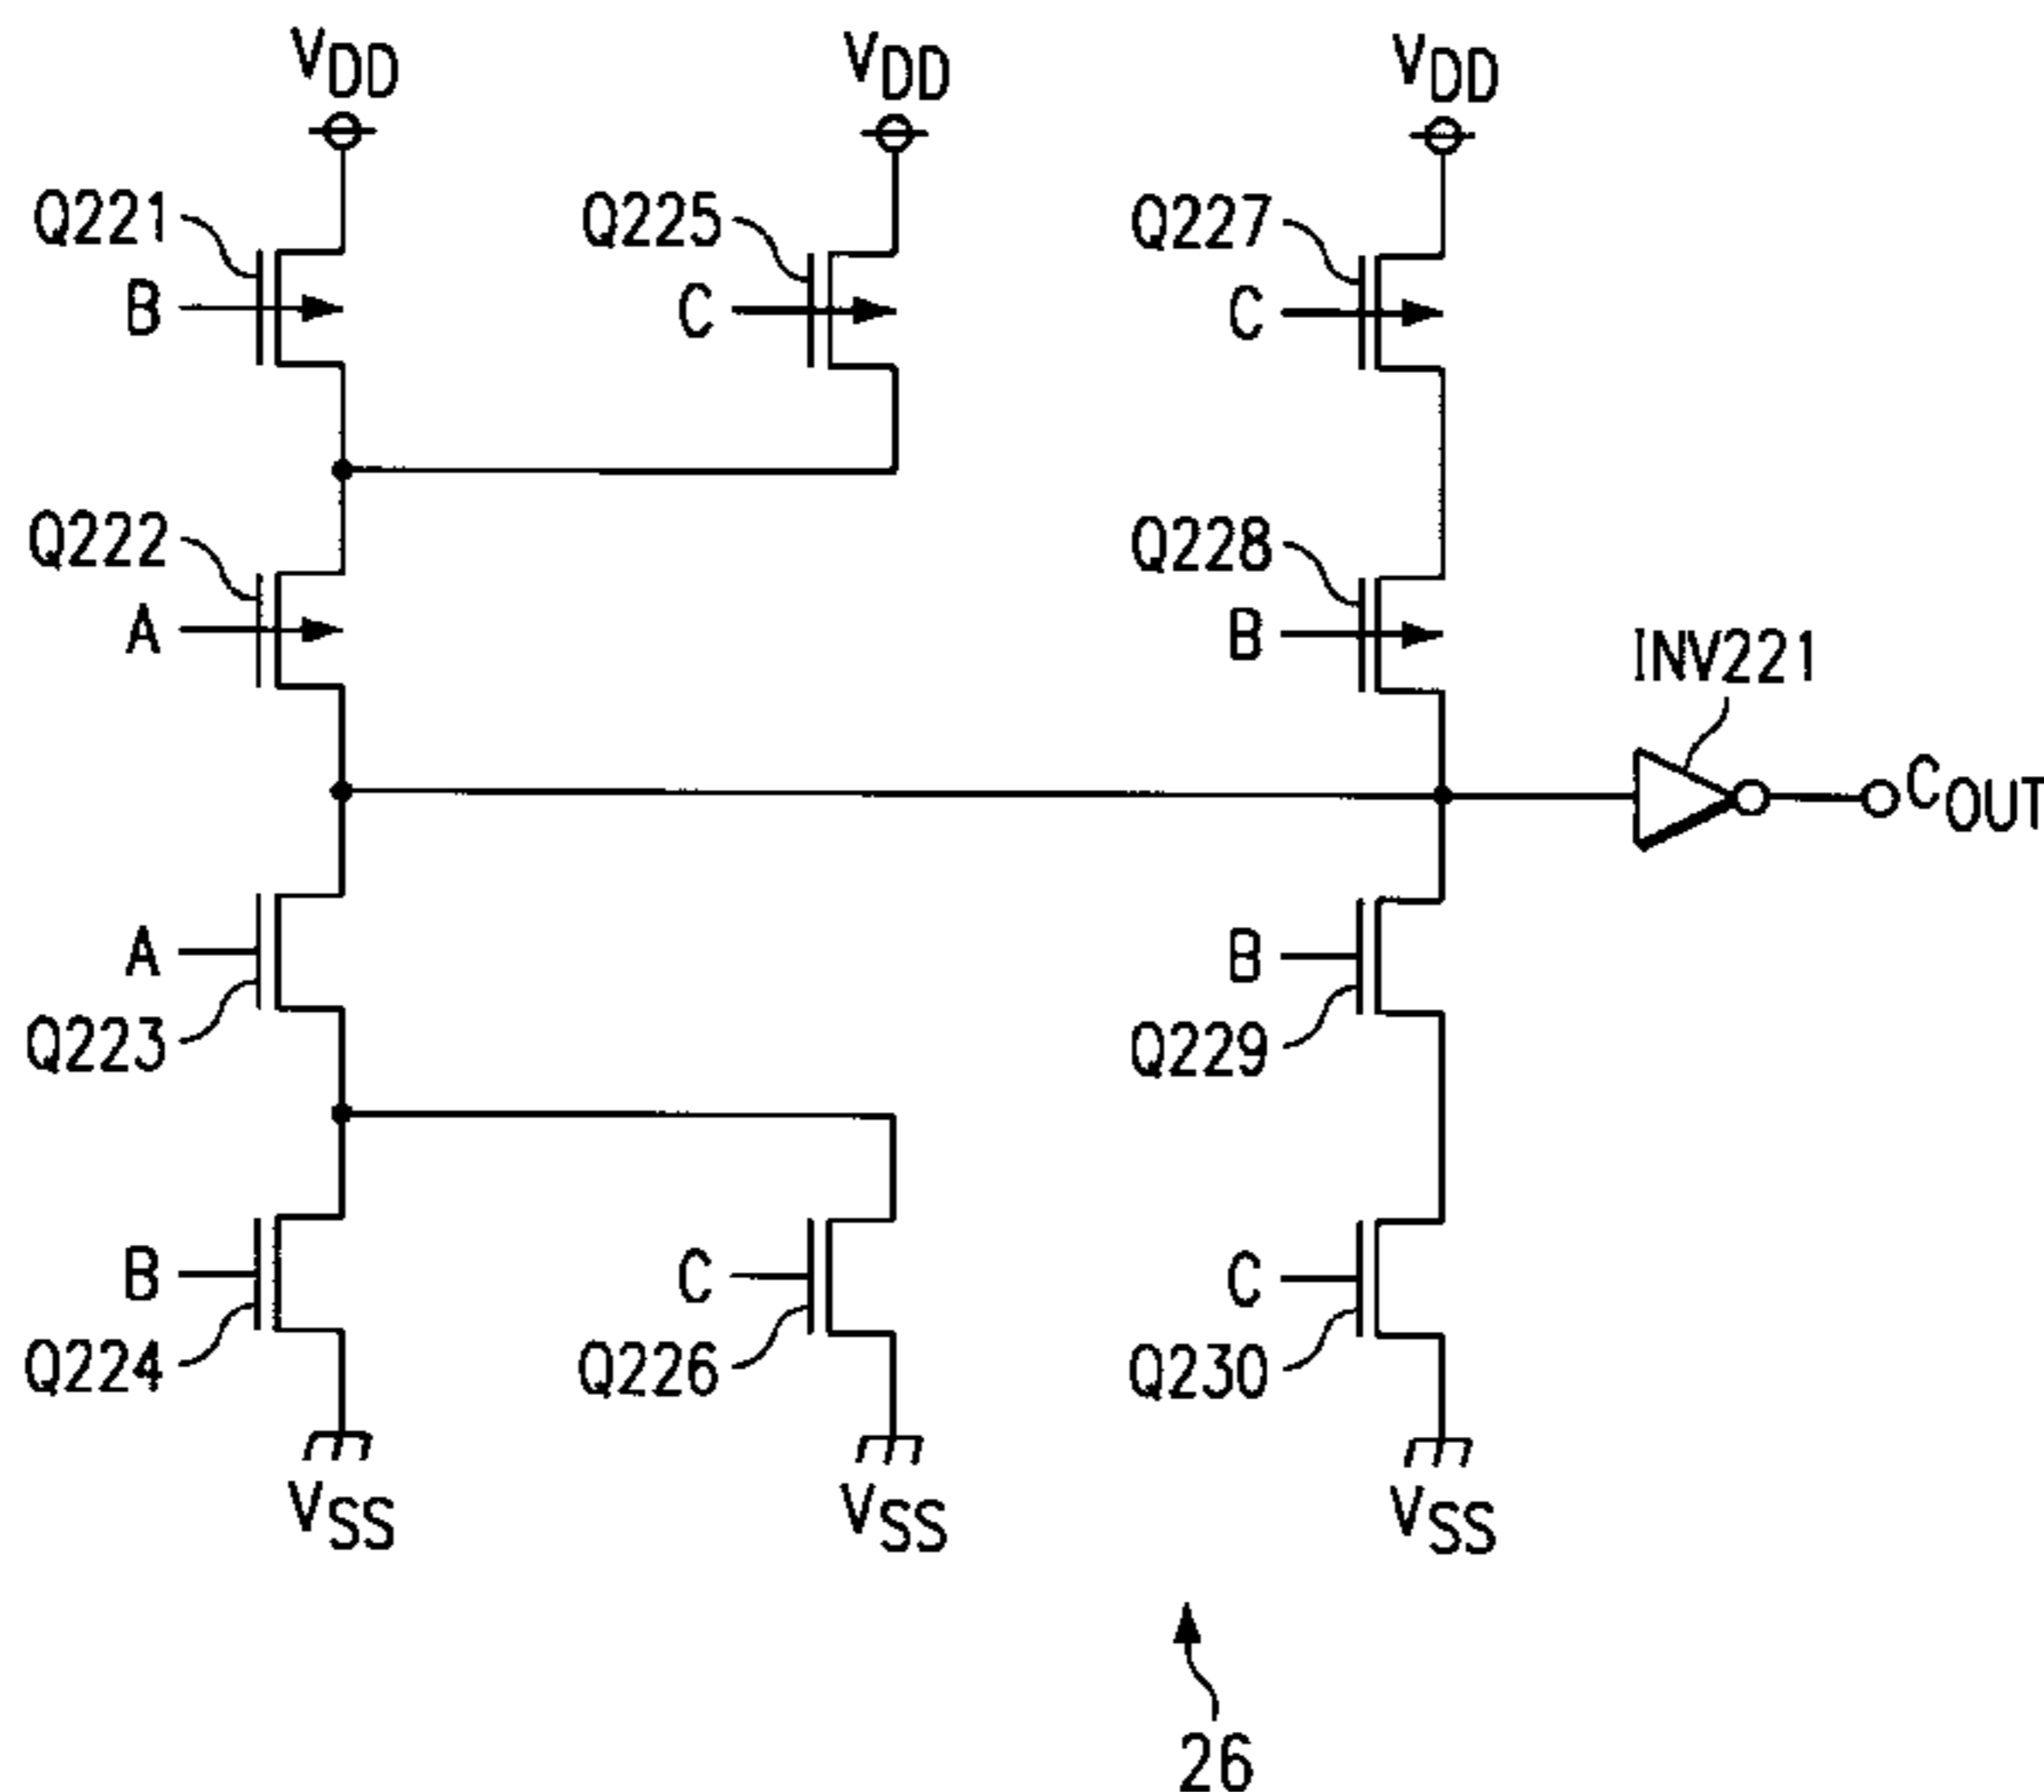 VDD VDD VDD
Q221 Q225 Q227
B C C
Q222 Q228
A B
INV221
COUT
A B
Q223 Q229
B C C
Q224 Q226 Q230
VSS VSS VSS
26